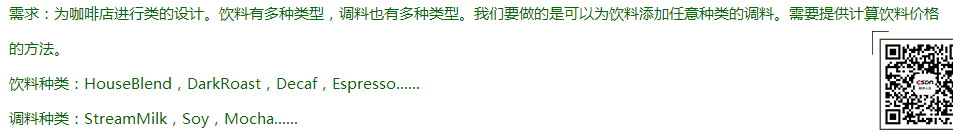 需求：为咖啡店进行类的设计。饮料有多种类型，调料也有多种类型。我们要做的是可以为饮料添加任意种类的调料。需要提供计算饮料价格
的方法。
饮料种类：HouseBlend，DarkRoast，Decaf，Espresso......
调料种类：StreamMilk，Soy，Mocha......